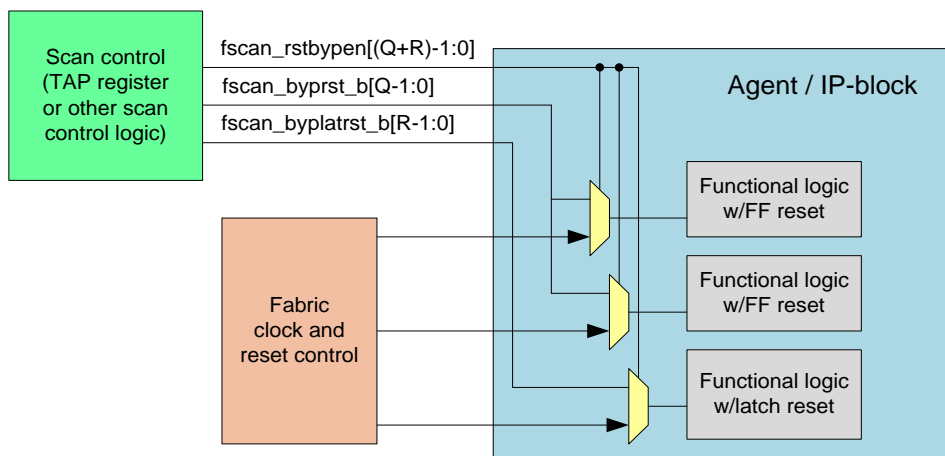 Scan control
(TAP register
or other scan
control logic)
fscan_rstbypen[(Q+R)-1:0]
fscan_byprst_b[Q-1:0]
fscan_byplatrst_b[R-1:0]
Agent / IP-block
Functional logic
w/FF reset
Functional logic
w/FF reset
Functional logic
w/latch reset
Fabric
clock and
reset control